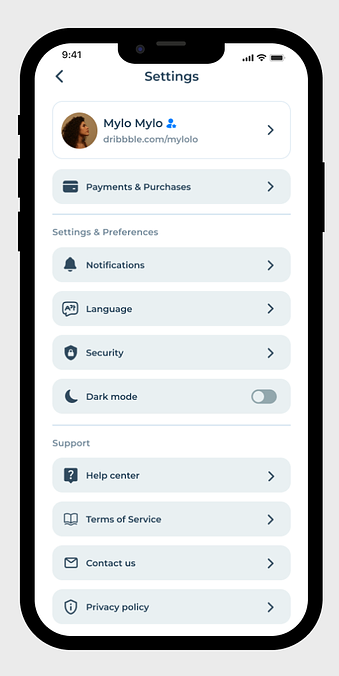 9:41
Settings
Mylo Mylo
dribbble.com/mylolo
Payments & Purchases
Settings & Preferences
Notifications
Language
Security
Dark mode
Support
Help center
Terms of Service
Contact us
Privacy policy